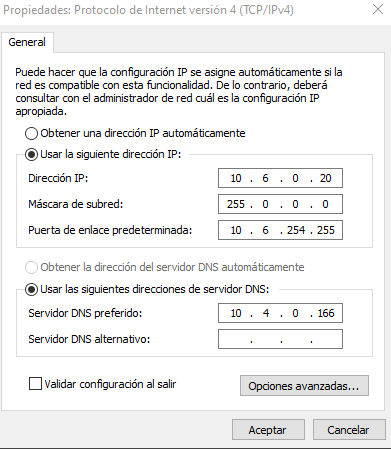 Propiedades: Protocolo de Internet versión 4 (TCP/IPv4)
General
Puede hacer que la configuración IP se asigne automáticamente si la
red es compatible con esta funcionalidad. De lo contrario, deberá
consultar con el administrador de red cuál es la configuración IP
apropiada.
Obtener una dirección IP automáticamente
Usar la siguiente dirección IP:
Dirección IP: 10 . 6 . 0 . 20
Máscara de subred: 255 . 0 . 0 . 0
Puerta de enlace predeterminada: 10 . 6 . 254 . 255
Obtener la dirección del servidor DNS automáticamente
Usar las siguientes direcciones de servidor DNS:
Servidor DNS preferido: 10 . 4 . 0 . 166
Servidor DNS alternativo: . . .
Validar configuración al salir
Opciones avanzadas...
Aceptar Cancelar